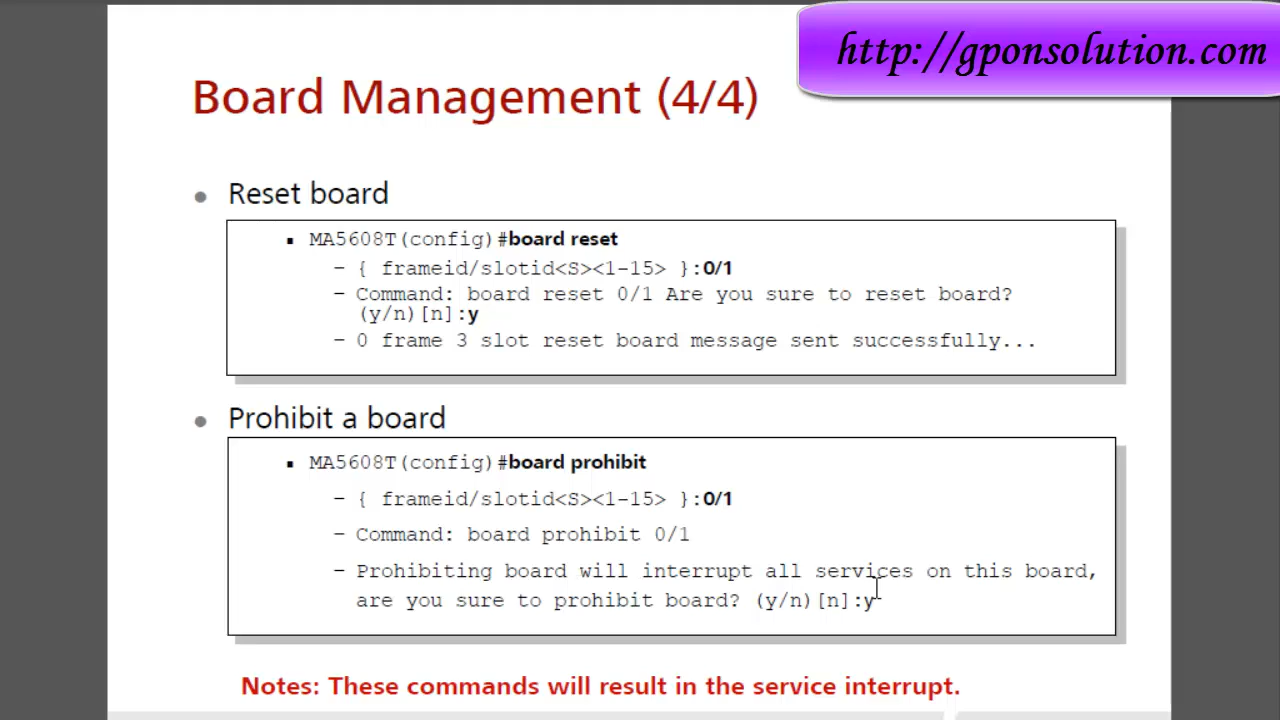 http://gponsolution.com
Board Management (4/4)
Reset board
MA5608T(config)#board reset
– { frameid/slotid<S><1-15> }:0/1
– Command: board reset 0/1 Are you sure to reset board?
(y/n)[n]:y
– 0 frame 3 slot reset board message sent successfully...
Prohibit a board
MA5608T(config)#board prohibit
– { frameid/slotid<S><1-15> }:0/1
– Command: board prohibit 0/1
– Prohibiting board will interrupt all services on this board,
are you sure to prohibit board? (y/n)[n]:y
Notes: These commands will result in the service interrupt.